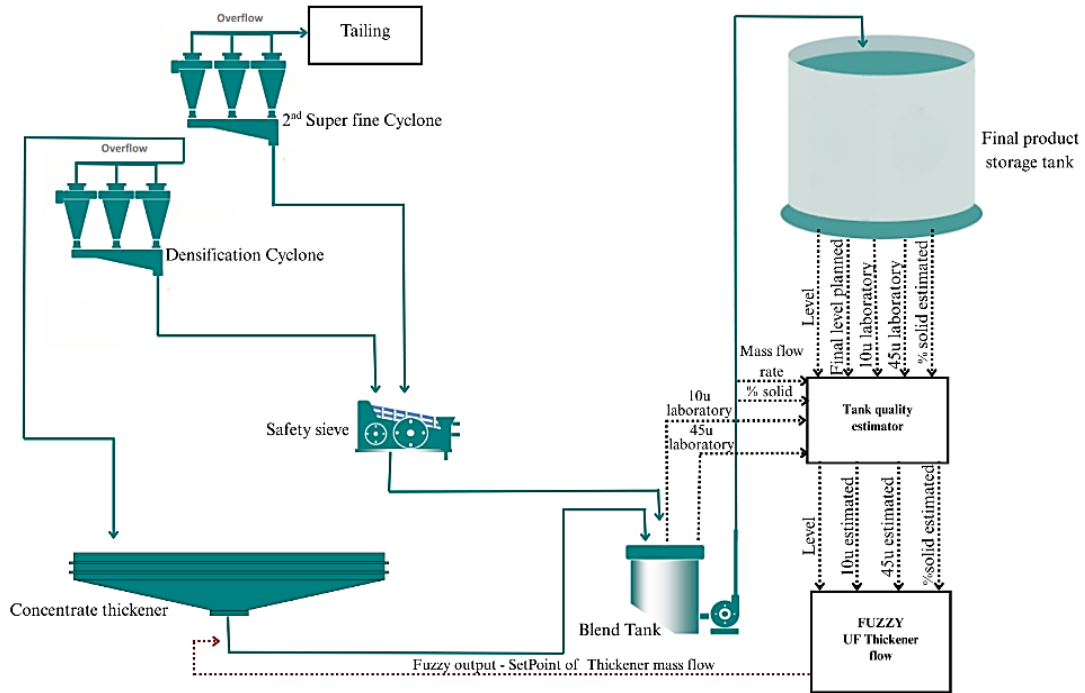 Overflow
Tailing
2nd Super fine Cyclone
Overflow
Densification Cyclone
Final product
storage tank
Level
Final level planned
10u laboratory
45u laboratory
% solid estimated
Mass flow
rate
% solid
10u
laboratory
45u
laboratory
Tank quality
estimator
Safety sieve
Level
10u estimated
45u estimated
%solid estimated
Concentrate thickener
Blend Tank
FUZZY
UF Thickener
flow
Fuzzy output - SetPoint of Thickener mass flow